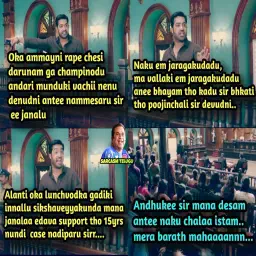 Oka ammayni rape chesi
darunam ga champinodu
andari munduki vachii nenu
denudni antee nammesaru sir
ee janalu
Naku em jaragakudadu,
ma vallaki em jaragakudadu
anee bhayam tho kadu sir bhkati
tho poojinchali sir devudni..
SARCASM TELUGU
Alanti oka lunchvodka gadiki
innallu sikshaveyyakunda mana
janalaa edava support tho 15yrs
nundi case nadiparu sirr....
Andhukee sir mana desam
antee naku chalaa istam..
mera barath mahaaaannn...